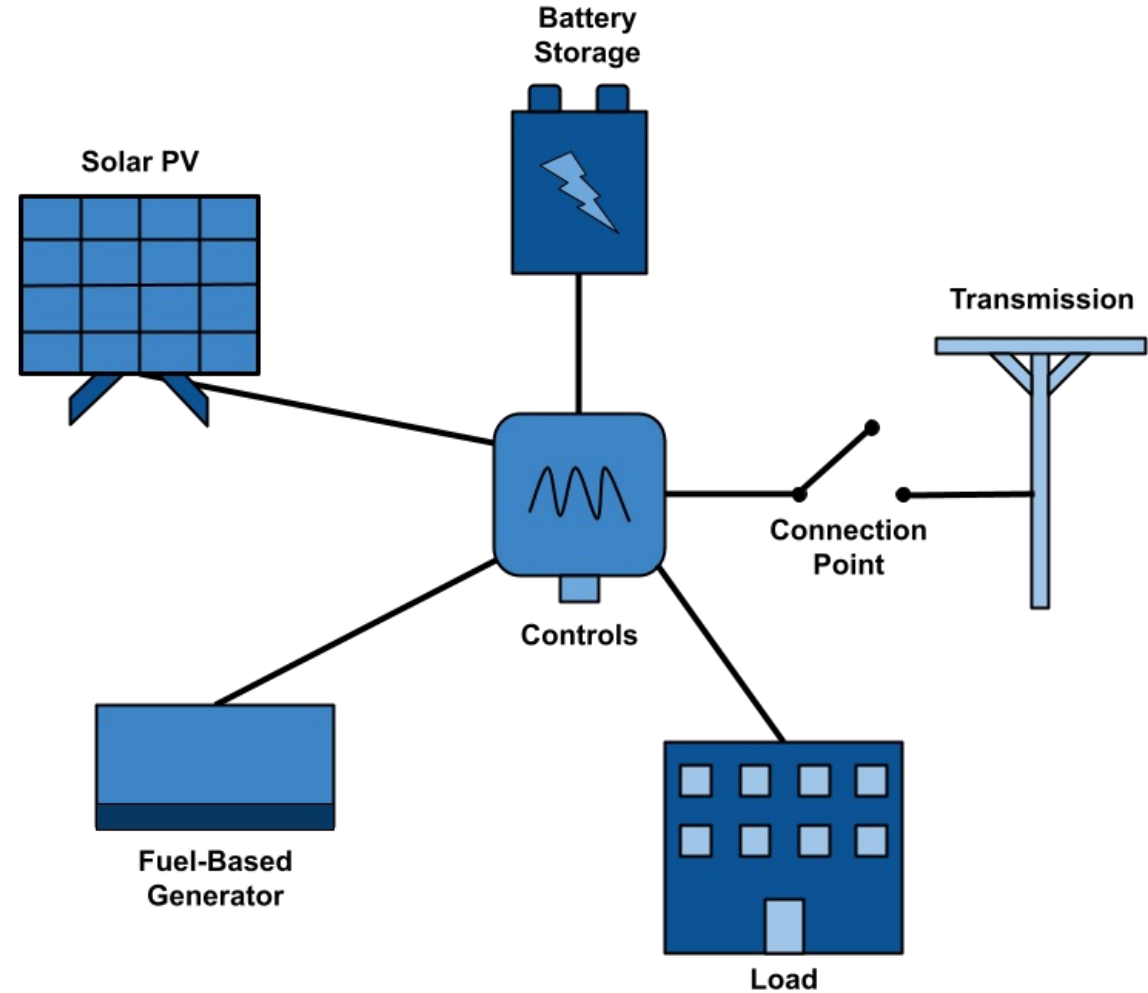 Battery
Storage
Solar PV
Transmission
Connection
Point
Controls
Fuel-Based
Generator
Load